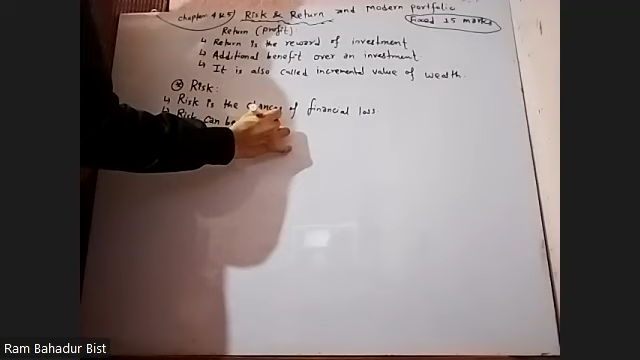 chapter 4&5) Risk & Return and modern portfolio
Fixed 15 marks
Return (profit):
↳ Return is the reward of investment
↳ Additional benefit over an investment.
↳ It is also called incremental value of wealth.
* Risk:
↳ Risk is the chances of financial loss.
↳ Risk can be
Ram Bahadur Bist